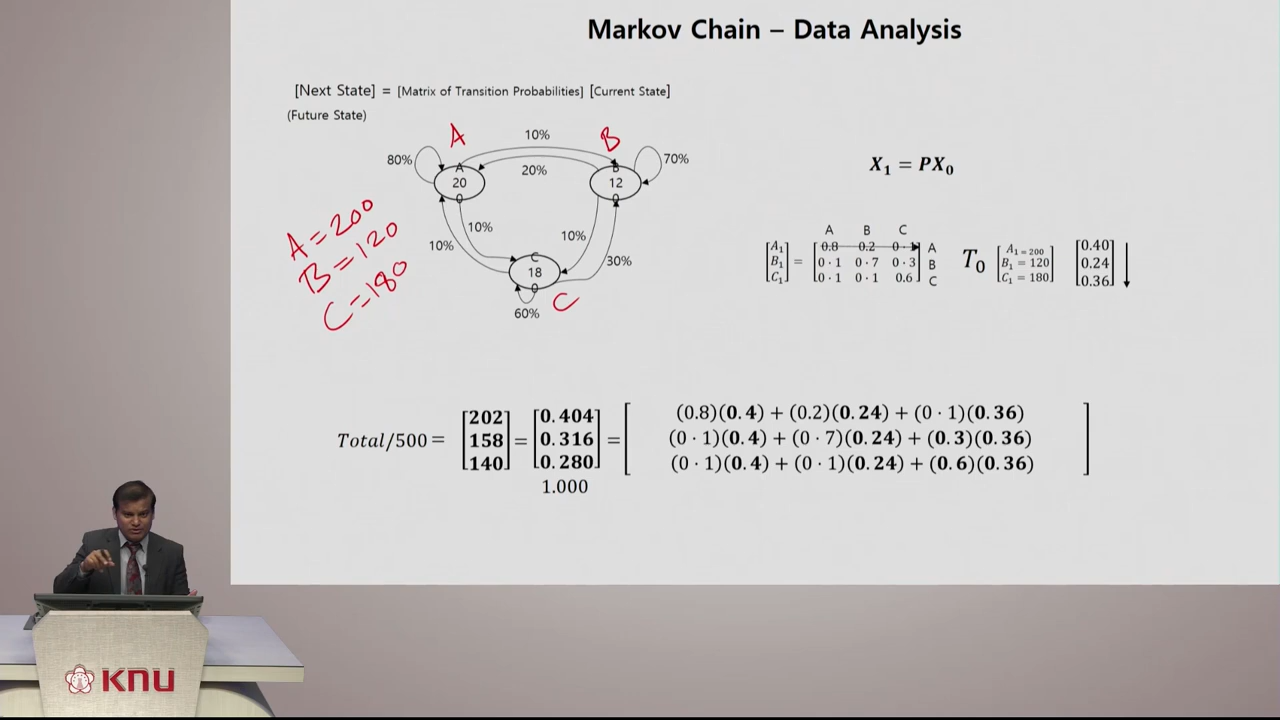 Markov Chain – Data Analysis
[Next State] = [Matrix of Transition Probabilities] [Current State]
(Future State)
A
B
10%
80%
20%
70%
A
20
0
B
12
0
X₁ = PX₀
A=200
B=120
C=180
10%
10%
10%
30%
C
18
0
60%
C
A B C
[A₁] = [0.8 0.2 0· A
[B₁] [0·1 0·7 0·3] B
[C₁] [0·1 0·1 0.6] C
T₀
[A₁₌₂₀₀] [0.40]
[B₁ = 120] [0.24]
[C₁ = 180] [0.36]
Total/500 =
[202] = [0.404] = [(0.8)(0.4) + (0.2)(0.24) + (0·1)(0.36)]
[158] [0.316] [(0·1)(0.4) + (0·7)(0.24) + (0.3)(0.36)]
[140] [0.280] [(0·1)(0.4) + (0·1)(0.24) + (0.6)(0.36)]
1.000
KNU